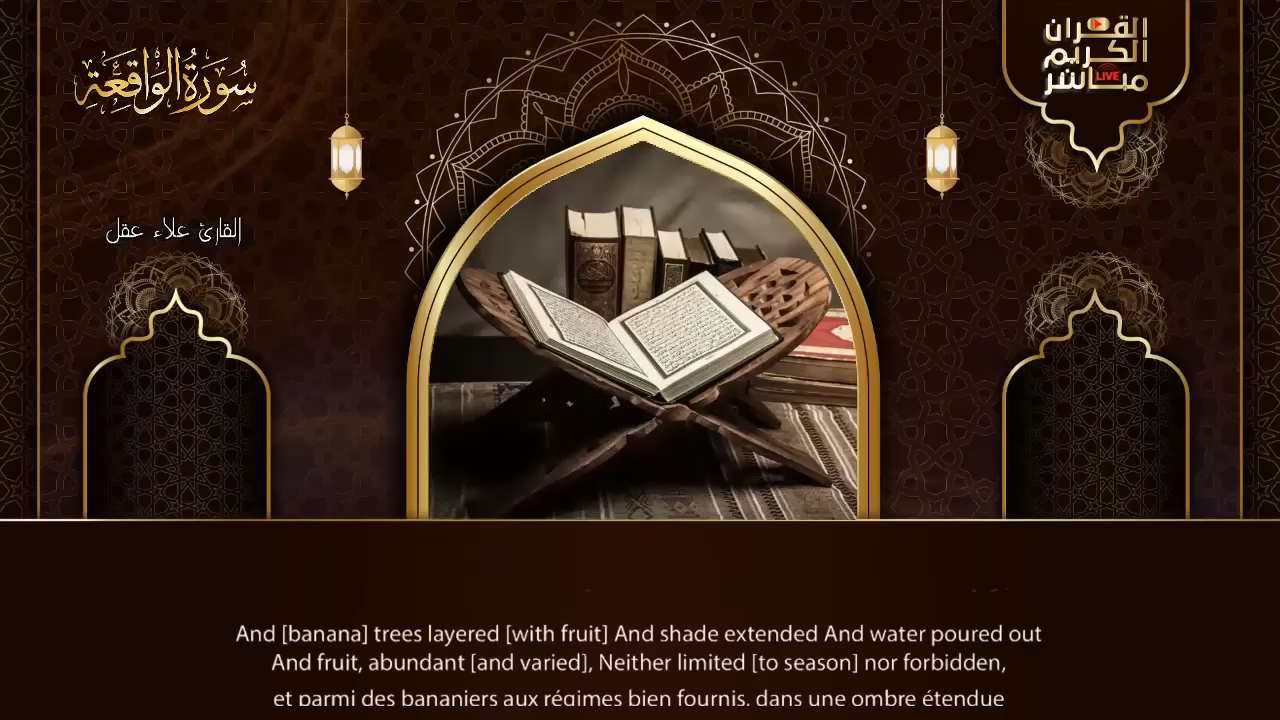 سُورَةُ الْوَاقِعَة
القرآن
الكريم
مباشر
LIVE
القارئ علاء عقل
And [banana] trees layered [with fruit] And shade extended And water poured out
And fruit, abundant [and varied], Neither limited [to season] nor forbidden,
et parmi des bananiers aux régimes bien fournis, dans une ombre étendue